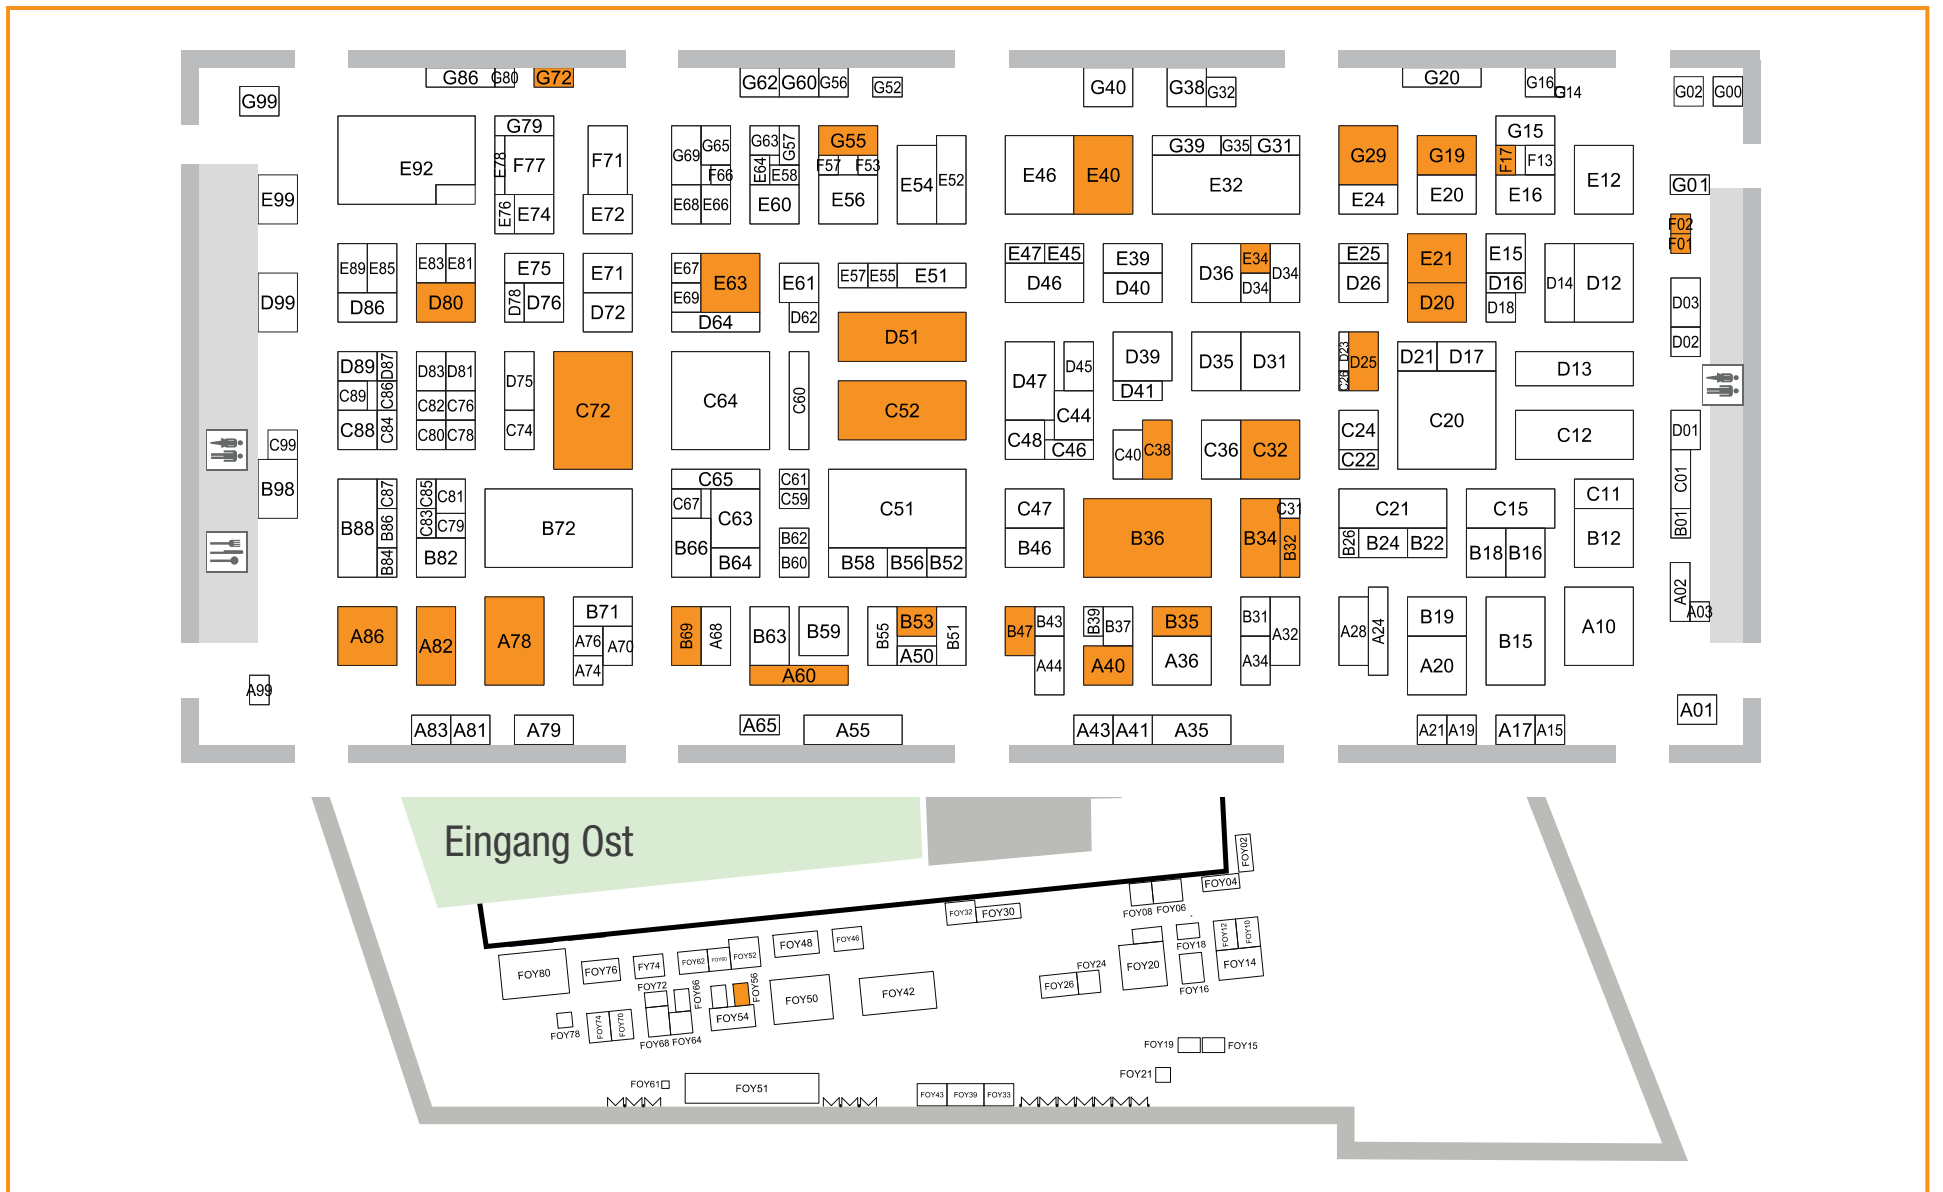 G86 G80 G72 G62 G60 G56 G52 G40 G38 G32 G20 G16 G14 G02 G00
G99
G79 G69 G65 G63 G57 G55 G39 G35 G31 G29 G19 G15
E92 E78 F77 F71 F66 E64 E58 F57 F53 E54 E52 E46 E40 E32 F17 F13 E12 G01
E99 E76 E74 E72 E68 E66 E60 E56 E24 E20 E16
F02
F01
E89 E85 E83 E81 E75 E71 E67 E63 E61 E57 E55 E51 E47 E45 E39 D36 E34 D34 E25 E21 E15 D14 D12
D99 D86 D80 D78 D76 D72 E69 D64 D62 D46 D40 D34 D26 D20 D16 D18 D03
D51 D02
D89 D87 D83 D81 D75 C72 C64 C60 D47 D45 D39 D35 D31 D23 D25 D21 D17 D13
C89 C86 C82 C76 C52 D41 C26
C88 C84 C80 C78 C74 C48 C44 C46 C40 C38 C36 C32 C24 C22 C20 C12 D01
C99
B98 B88 C87 C85 C81 B72 C65 C61 C51 C47 B36 C31 C21 C15 C11 C01
B86 C83 C79 C67 C63 C59 B34 B32 B12 B01
B84 B82 B66 B64 B62 B60 B58 B56 B52 B46 B26 B24 B22 B18 B16
A02 A03
A86 A82 A78 B71 B69 A68 B63 B59 B55 B53 B51 B47 B43 B39 B37 B35 B31 A32 A28 A24 B19 B15 A10
A76 A70 A74 A60 A50 A44 A40 A36 A34 A20
A99 A01
A83 A81 A79 A65 A55 A43 A41 A35 A21 A19 A17 A15
Eingang Ost
FOY02
FOY04
FOY08 FOY06
FOY32 FOY30
FOY12 FOY10
FOY48 FOY46 FOY18
FOY80 FOY76 FY74 FOY62 FOY60 FOY52 FOY24 FOY20 FOY14
FOY72 FOY66 FOY56 FOY50 FOY42 FOY26 FOY16
FOY78 FOY74 FOY70 FOY68 FOY64 FOY54
FOY19 FOY15
FOY61 FOY51 FOY21
FOY43 FOY39 FOY33